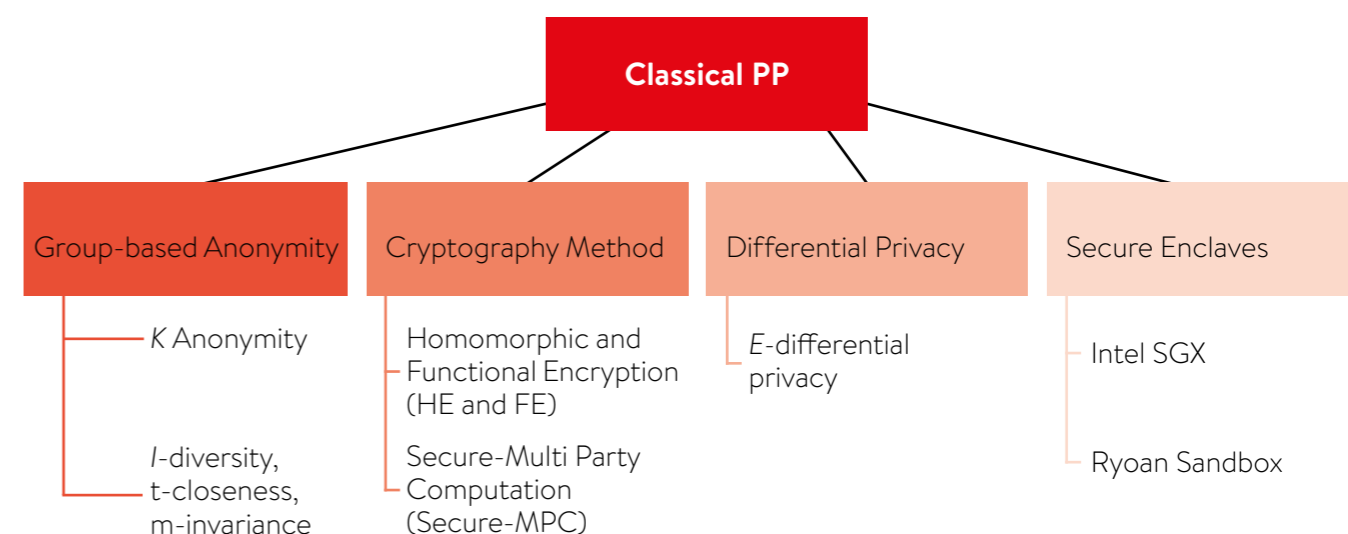 Classical PP
Group-based Anonymity
Cryptography Method
Differential Privacy
Secure Enclaves
K Anonymity
l-diversity,
t-closeness,
m-invariance
Homomorphic and
Functional Encryption
(HE and FE)
Secure-Multi Party
Computation
(Secure-MPC)
E-differential
privacy
Intel SGX
Ryoan Sandbox